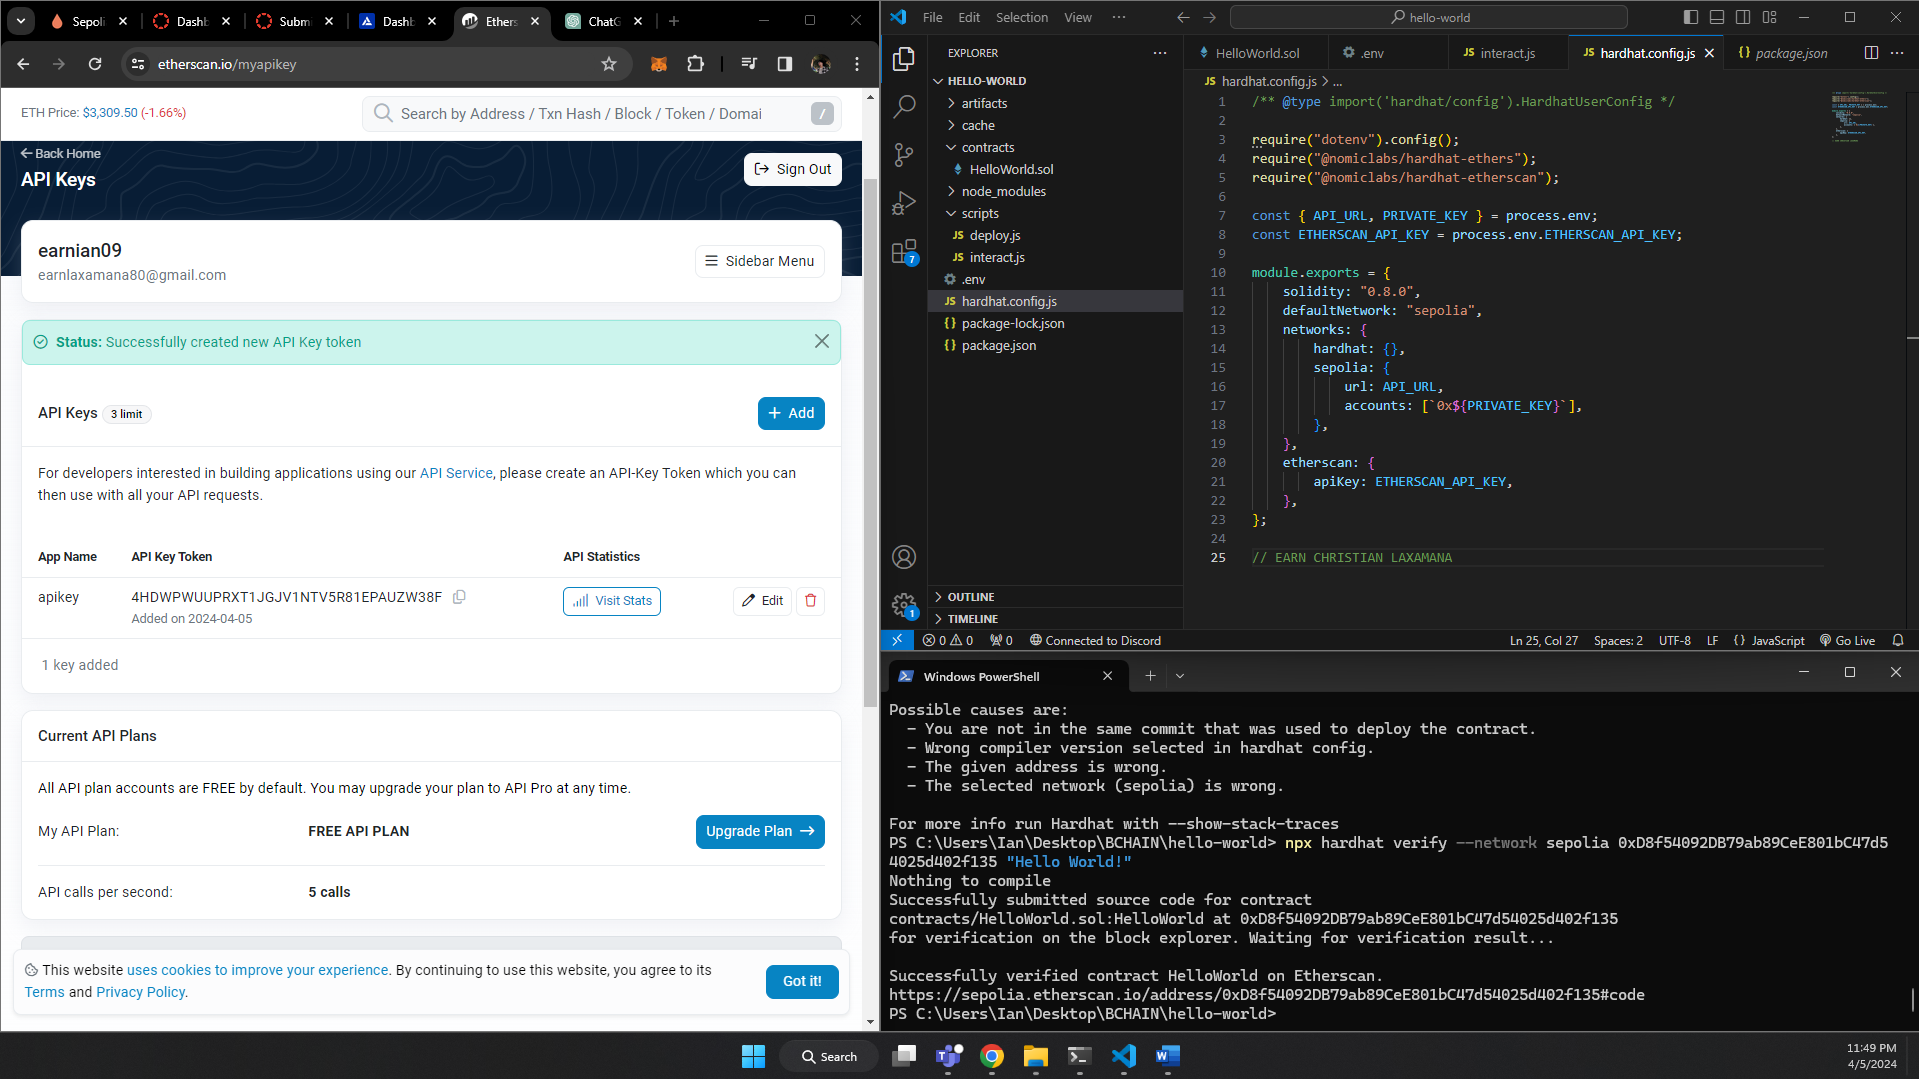 Sepoli
Dashb
Submi
Dashb
Ethers
ChatG
etherscan.io/myapikey
ETH Price: $3,309.50 (-1.66%)
Search by Address / Txn Hash / Block / Token / Domai
/
Back Home
API Keys
Sign Out
earnian09
earnlaxamana80@gmail.com
Sidebar Menu
Status: Successfully created new API Key token
API Keys 3 limit
Add
For developers interested in building applications using our API Service, please create an API-Key Token which you can
then use with all your API requests.
App Name API Key Token API Statistics
apikey 4HDWPWUUPRXT1JGJV1NTV5R81EPAUZW38F Visit Stats Edit
Added on 2024-04-05
1 key added
Current API Plans
All API plan accounts are FREE by default. You may upgrade your plan to API Pro at any time.
My API Plan: FREE API PLAN Upgrade Plan
API calls per second: 5 calls
This website uses cookies to improve your experience. By continuing to use this website, you agree to its
Terms and Privacy Policy.
Got it!
File Edit Selection View ...
hello-world
EXPLORER
HELLO-WORLD
artifacts
cache
contracts
HelloWorld.sol
node_modules
scripts
JS deploy.js
JS interact.js
.env
JS hardhat.config.js
{} package-lock.json
{} package.json
OUTLINE
TIMELINE
7
1
HelloWorld.sol
.env
JS interact.js
JS hardhat.config.js
{} package.json
JS hardhat.config.js > ...
1 /** @type import('hardhat/config').HardhatUserConfig */
2
3 require("dotenv").config();
4 require("@nomiclabs/hardhat-ethers");
5 require("@nomiclabs/hardhat-etherscan");
6
7 const { API_URL, PRIVATE_KEY } = process.env;
8 const ETHERSCAN_API_KEY = process.env.ETHERSCAN_API_KEY;
9
10 module.exports = {
11 solidity: "0.8.0",
12 defaultNetwork: "sepolia",
13 networks: {
14 hardhat: {},
15 sepolia: {
16 url: API_URL,
17 accounts: [`0x${PRIVATE_KEY}`],
18 },
19 },
20 etherscan: {
21 apiKey: ETHERSCAN_API_KEY,
22 },
23 };
24
25 // EARN CHRISTIAN LAXAMANA
0 0 0 Connected to Discord Ln 25, Col 27 Spaces: 2 UTF-8 LF {} JavaScript Go Live
Windows PowerShell
Possible causes are:
- You are not in the same commit that was used to deploy the contract.
- Wrong compiler version selected in hardhat config.
- The given address is wrong.
- The selected network (sepolia) is wrong.
For more info run Hardhat with --show-stack-traces
PS C:\Users\Ian\Desktop\BCHAIN\hello-world> npx hardhat verify --network sepolia 0xD8f54092DB79ab89CeE801bC47d5
4025d402f135 "Hello World!"
Nothing to compile
Successfully submitted source code for contract
contracts/HelloWorld.sol:HelloWorld at 0xD8f54092DB79ab89CeE801bC47d54025d402f135
for verification on the block explorer. Waiting for verification result...
Successfully verified contract HelloWorld on Etherscan.
https://sepolia.etherscan.io/address/0xD8f54092DB79ab89CeE801bC47d54025d402f135#code
PS C:\Users\Ian\Desktop\BCHAIN\hello-world>
Search
11:49 PM
4/5/2024